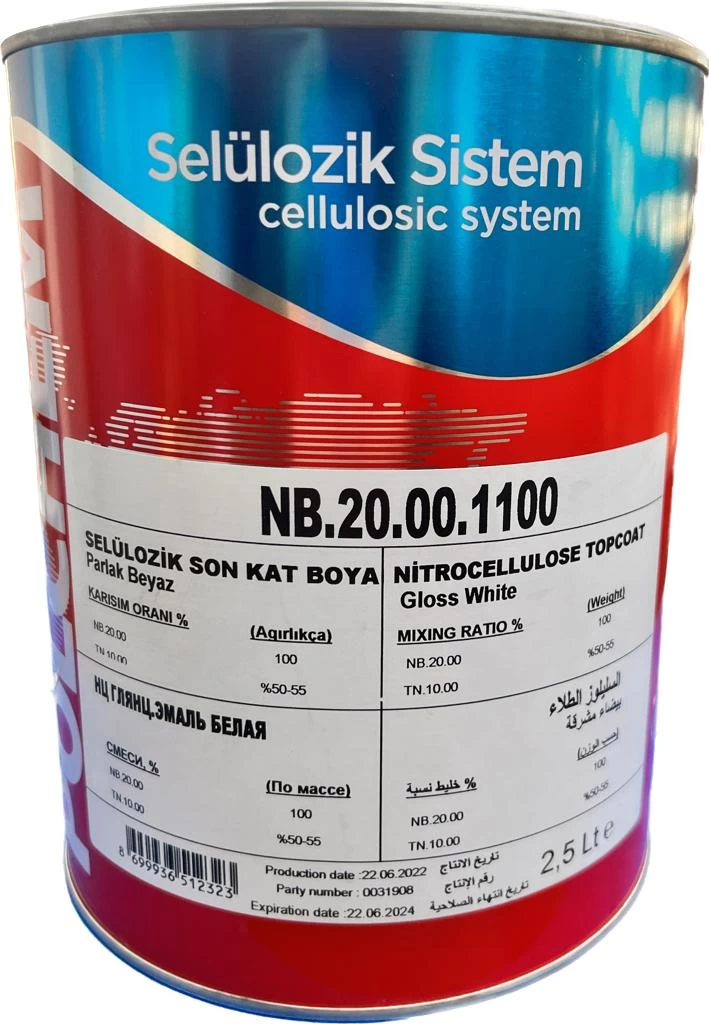 Selülozik Sistem
cellulosic system
NB.20.00.1100
SELÜLOZİK SON KAT BOYA
Parlak Beyaz
KARISIM ORANI %
(Agırlıkça)
NB.20.00
100
TN.10.00
%50-55
NİTROCELLULOSE TOPCOAT
Gloss White
MIXING RATIO %
(Weight)
NB.20.00
100
TN.10.00
%50-55
НЦ ГЛЯНЦ.ЭМАЛЬ БЕЛАЯ
СМЕСИ, %
(По массе)
NB.20.00
100
TN.10.00
%50-55
السليلوز الطلاء
بيضاء مشرقة
% خليط نسبة
(حسب الوزن)
NB.20.00
100
TN.10.00
%50-55
8 699936 512323
Production date :22.06.2022 تاريخ الانتاج
Party number : 0031908 رقم الإنتاج
Expiration date :22.06.2024 تاريخ انتهاء الصلاحية
2,5 Lt e